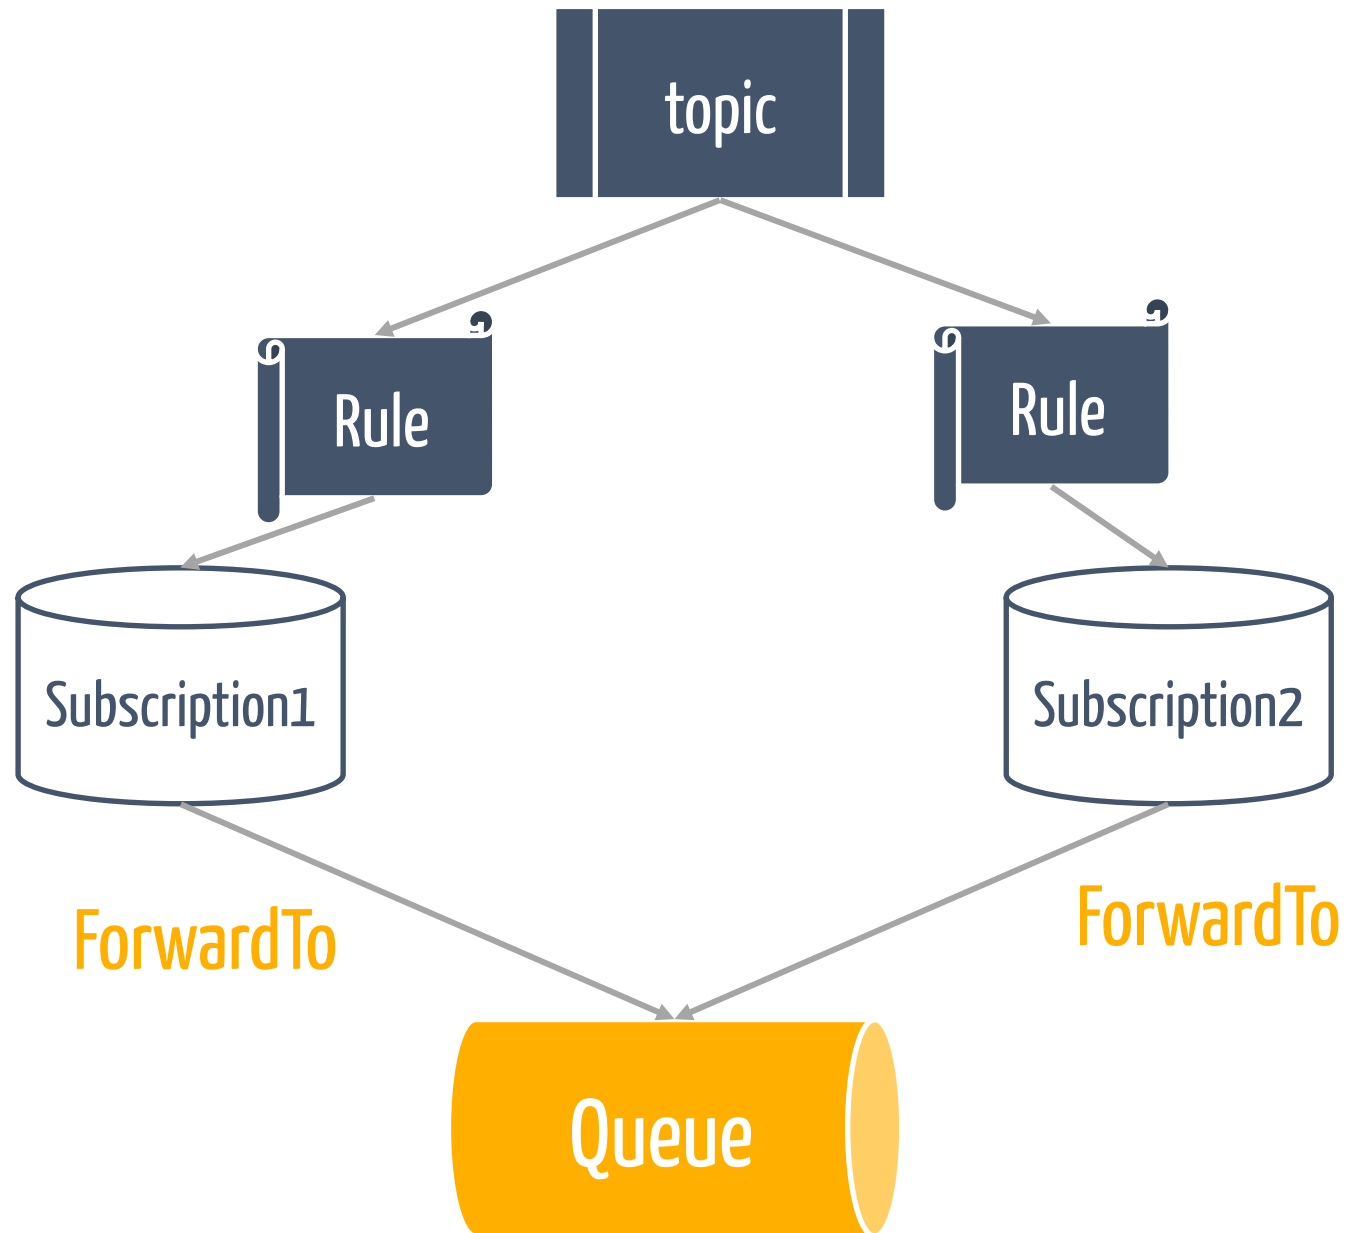 topic
Rule
Rule
Subscription1
Subscription2
ForwardTo
ForwardTo
Queue